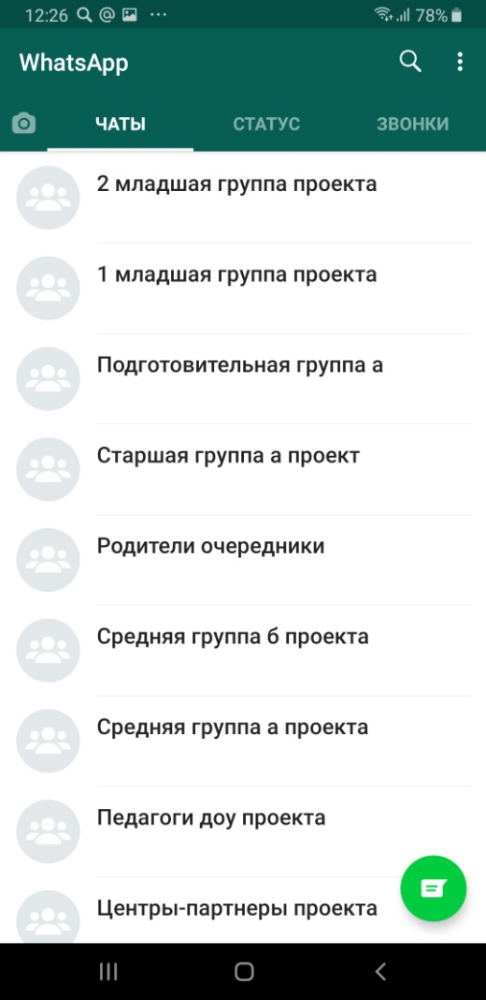 12:26 78%
WhatsApp
ЧАТЫ СТАТУС ЗВОНКИ
2 младшая группа проекта
1 младшая группа проекта
Подготовительная группа а
Старшая группа а проект
Родители очередники
Средняя группа б проекта
Средняя группа а проекта
Педагоги доу проекта
Центры-партнеры проекта